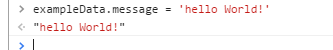 > exampleData.message = 'hello World!'
<· "hello World!"
>